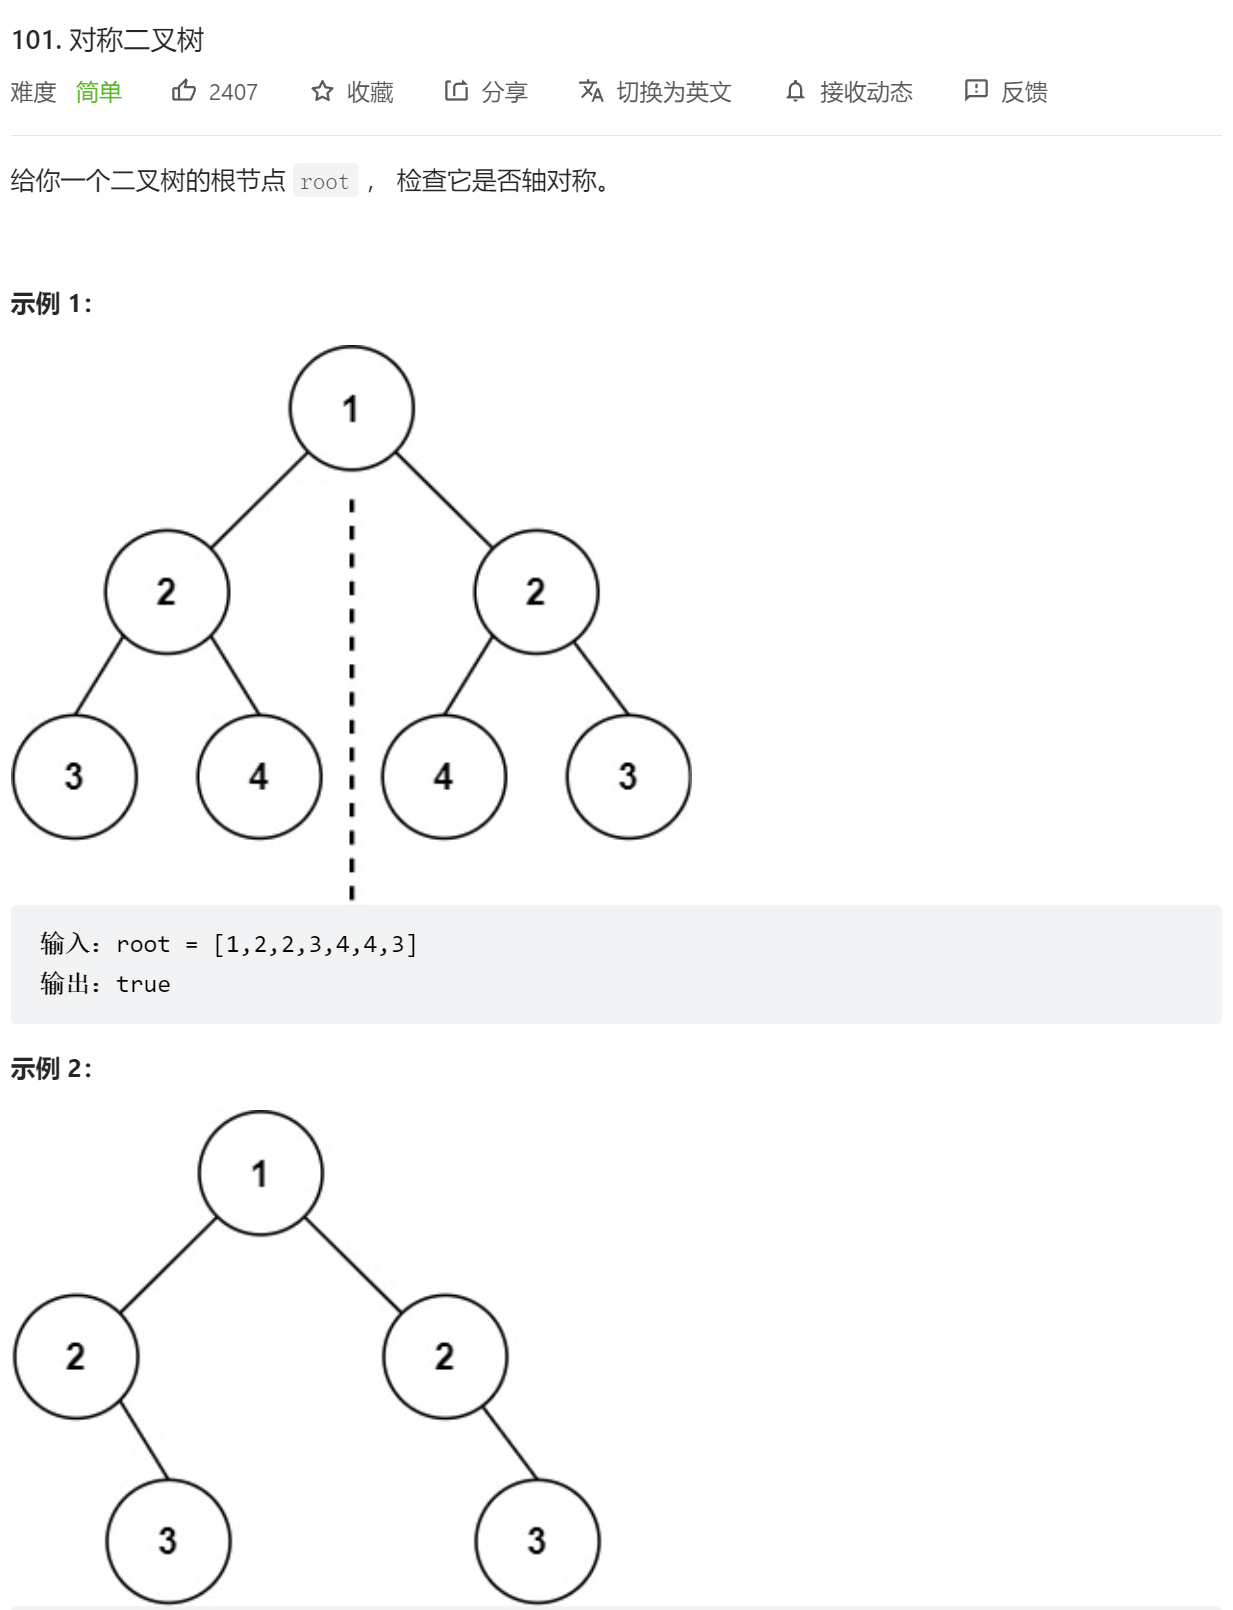 101. 对称二叉树
难度 简单 2407 收藏 分享 切换为英文 接收动态 反馈
给你一个二叉树的根节点 root ， 检查它是否轴对称。
示例 1：
1
2 2
3 4 4 3
输入：root = [1,2,2,3,4,4,3]
输出：true
示例 2：
1
2 2
3 3